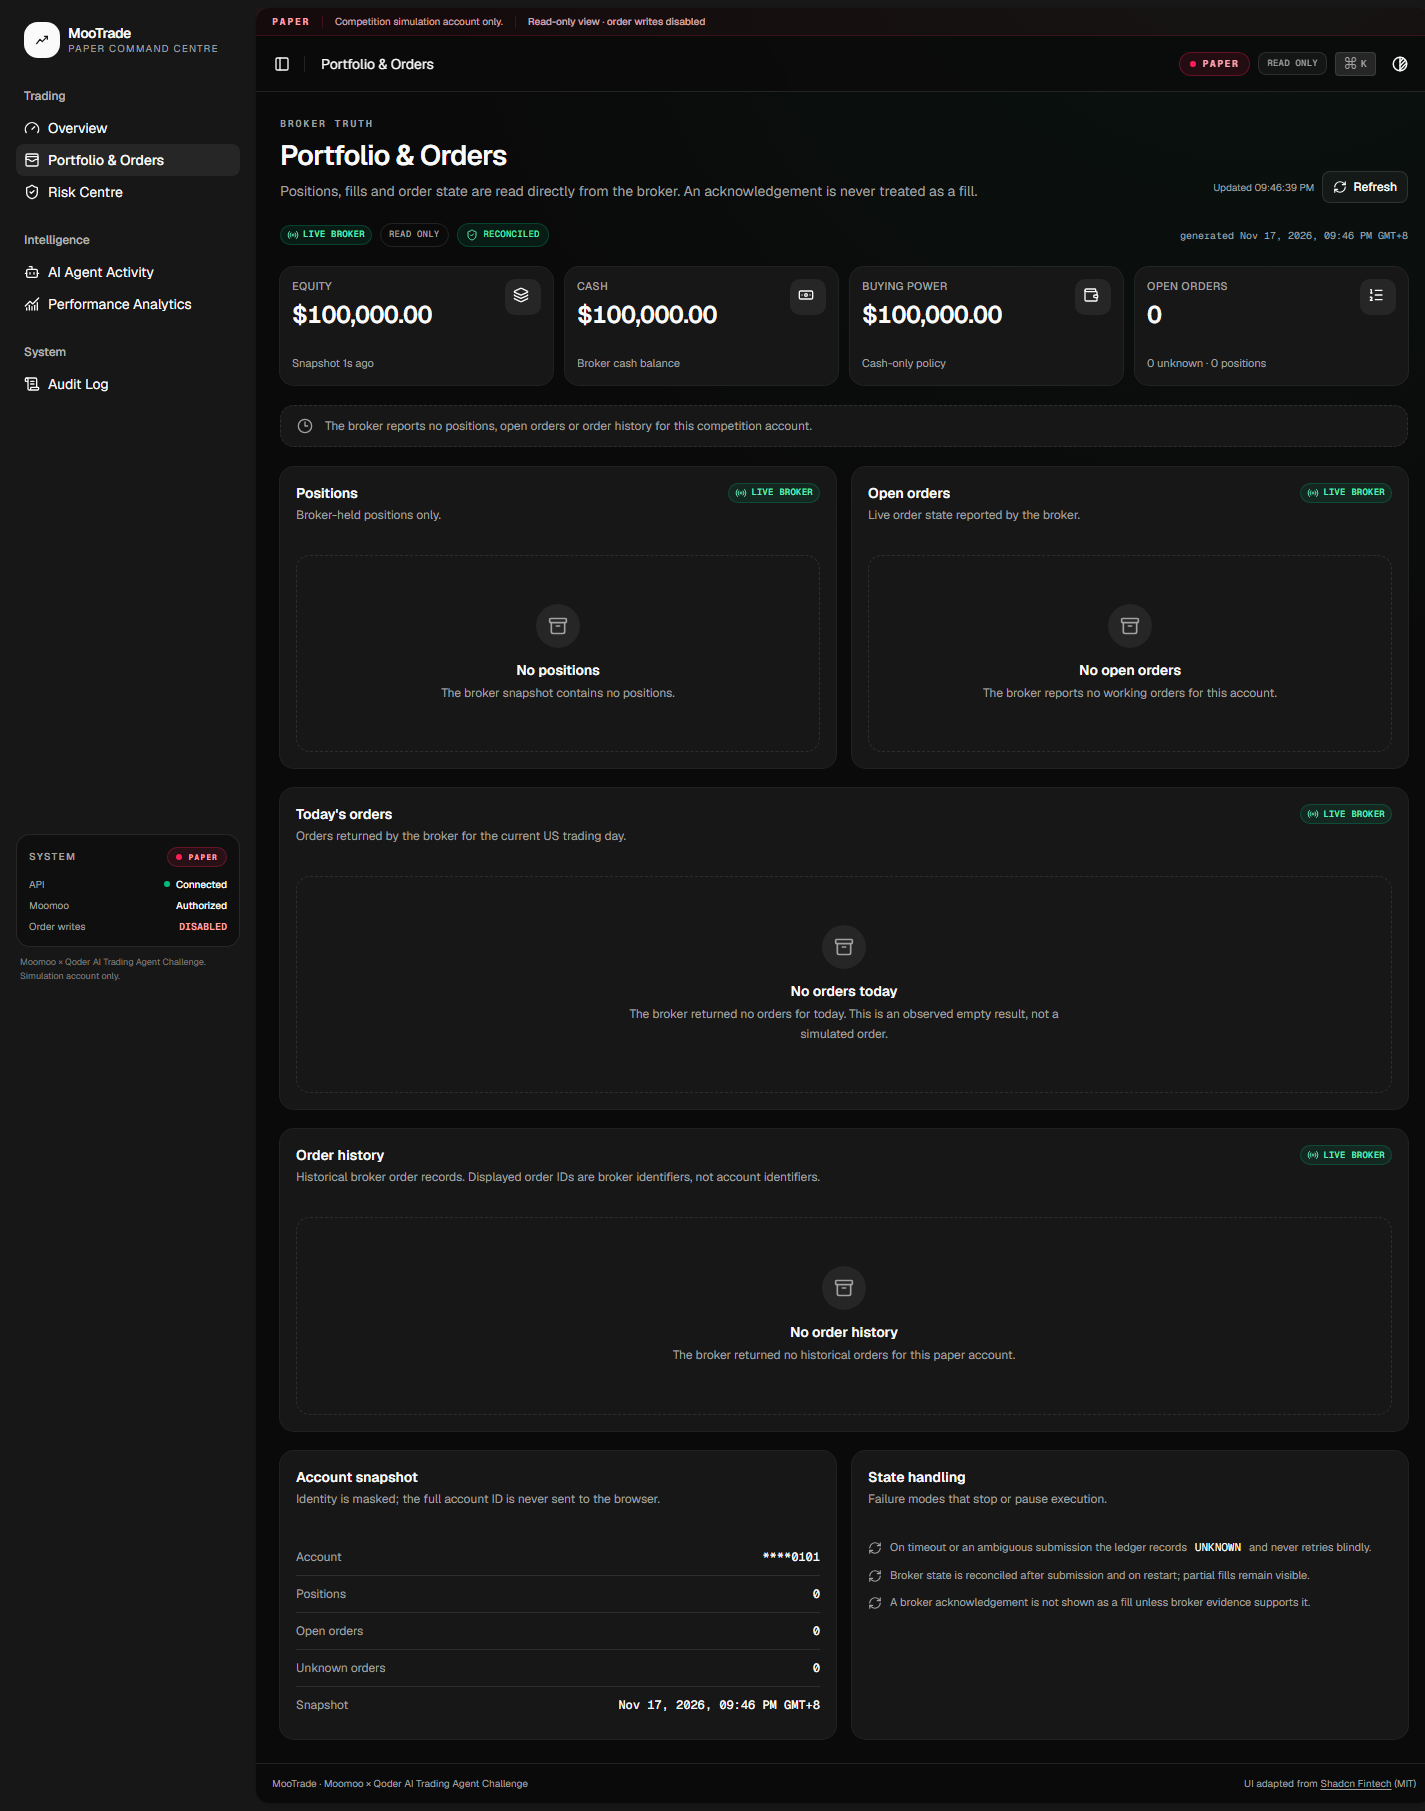 MooTrade
PAPER COMMAND CENTRE
Trading
Overview
Portfolio & Orders
Risk Centre
Intelligence
AI Agent Activity
Performance Analytics
System
Audit Log
SYSTEM
PAPER
API
Connected
Moomoo
Authorized
Order writes
DISABLED
Moomoo × Qoder AI Trading Agent Challenge.
Simulation account only.
PAPER
Competition simulation account only.
Read-only view · order writes disabled
Portfolio & Orders
PAPER
READ ONLY
⌘ K
BROKER TRUTH
Portfolio & Orders
Positions, fills and order state are read directly from the broker. An acknowledgement is never treated as a fill.
Updated 09:46:39 PM
Refresh
LIVE BROKER
READ ONLY
RECONCILED
generated Nov 17, 2026, 09:46 PM GMT+8
EQUITY
$100,000.00
Snapshot 1s ago
CASH
$100,000.00
Broker cash balance
BUYING POWER
$100,000.00
Cash-only policy
OPEN ORDERS
0
0 unknown · 0 positions
The broker reports no positions, open orders or order history for this competition account.
Positions
LIVE BROKER
Broker-held positions only.
No positions
The broker snapshot contains no positions.
Open orders
LIVE BROKER
Live order state reported by the broker.
No open orders
The broker reports no working orders for this account.
Today's orders
LIVE BROKER
Orders returned by the broker for the current US trading day.
No orders today
The broker returned no orders for today. This is an observed empty result, not a
simulated order.
Order history
LIVE BROKER
Historical broker order records. Displayed order IDs are broker identifiers, not account identifiers.
No order history
The broker returned no historical orders for this paper account.
Account snapshot
Identity is masked; the full account ID is never sent to the browser.
Account
****0101
Positions
0
Open orders
0
Unknown orders
0
Snapshot
Nov 17, 2026, 09:46 PM GMT+8
State handling
Failure modes that stop or pause execution.
On timeout or an ambiguous submission the ledger records UNKNOWN and never retries blindly.
Broker state is reconciled after submission and on restart; partial fills remain visible.
A broker acknowledgement is not shown as a fill unless broker evidence supports it.
MooTrade · Moomoo × Qoder AI Trading Agent Challenge
UI adapted from Shadcn Fintech (MIT)